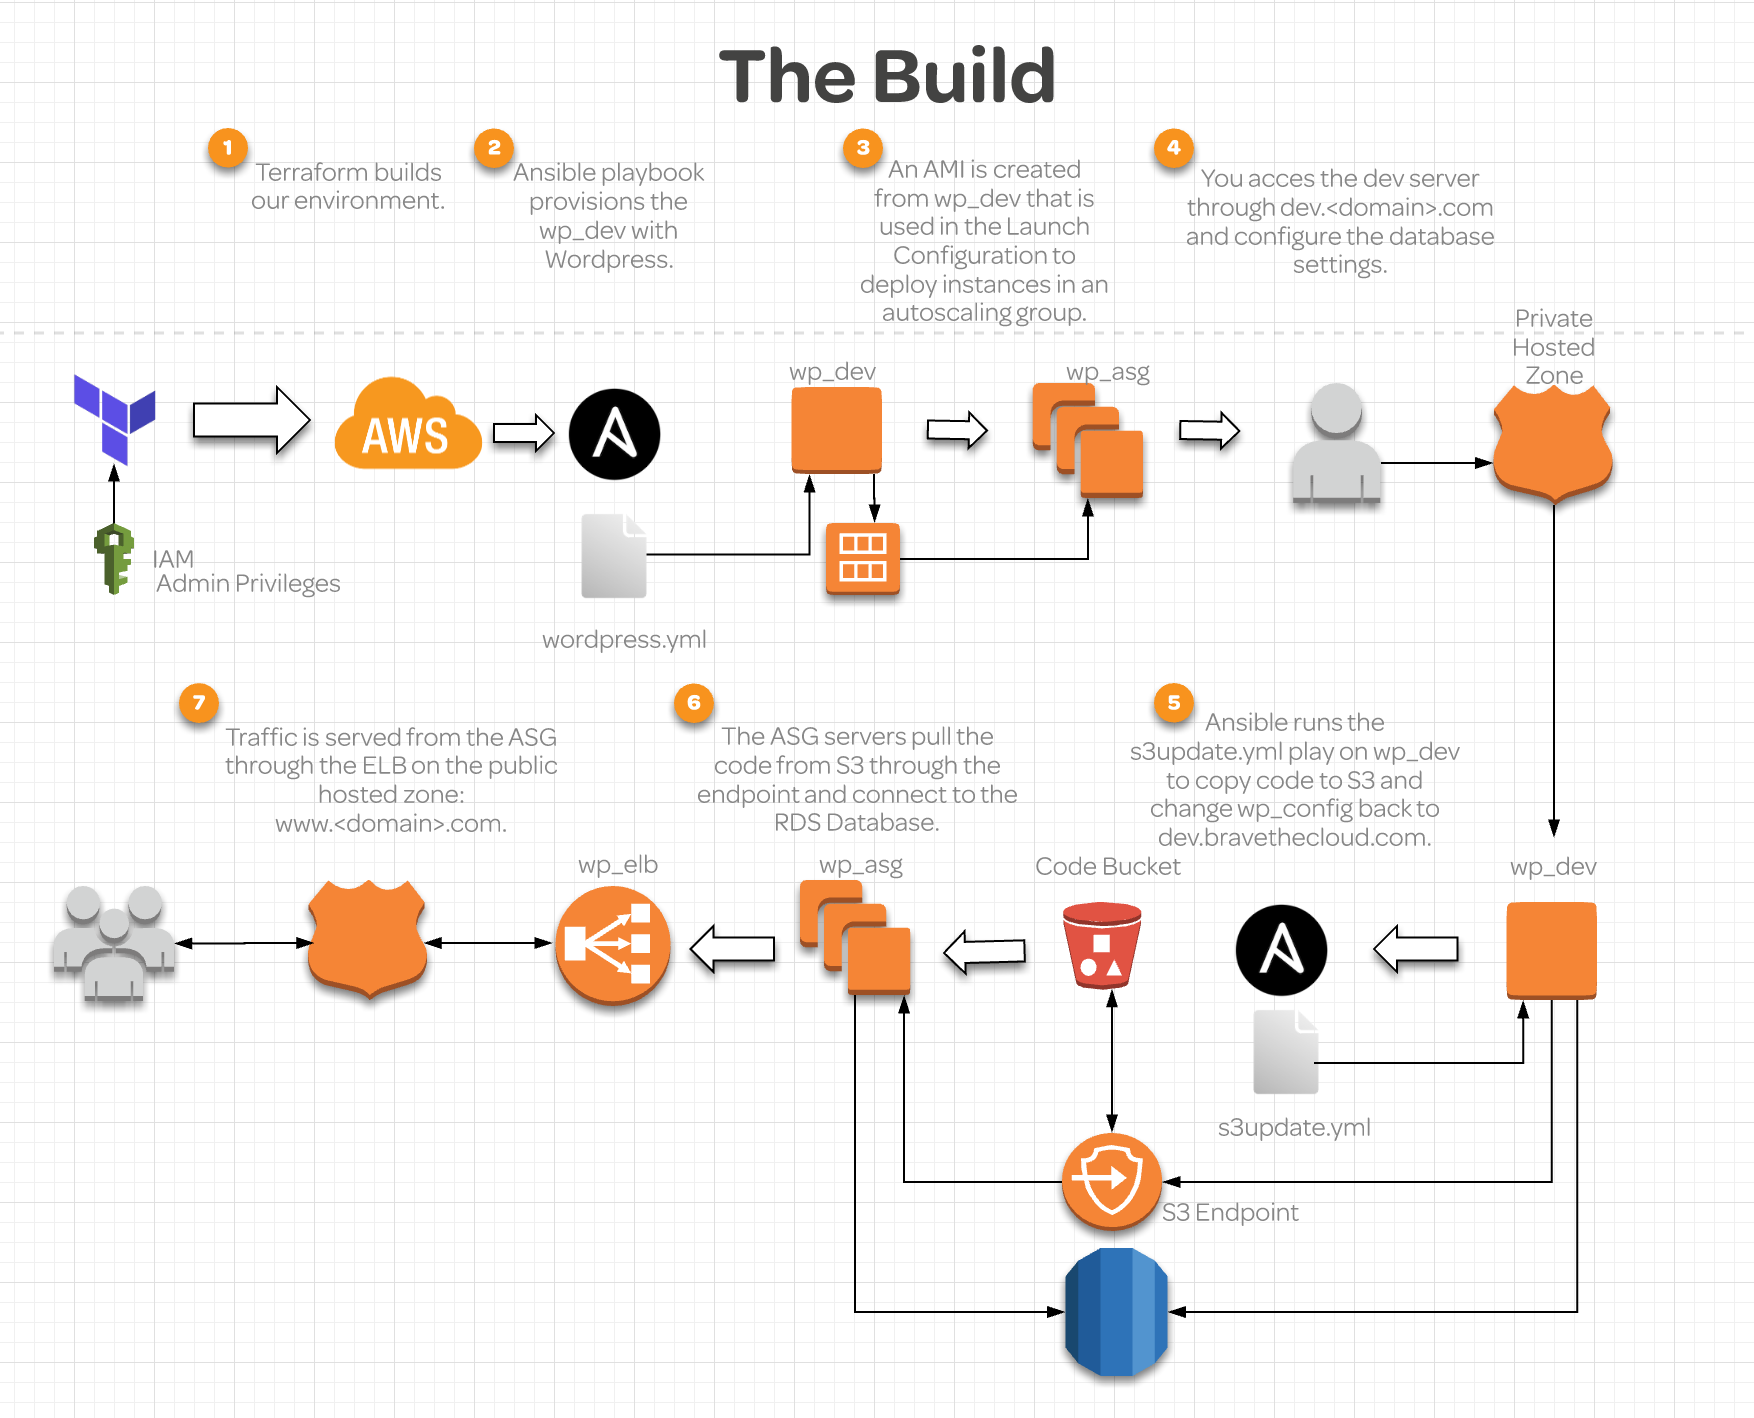 The Build
1
Terraform builds
our environment.
2
Ansible playbook
provisions the
wp_dev with
Wordpress.
3
An AMI is created
from wp_dev that is
used in the Launch
Configuration to
deploy instances in an
autoscaling group.
4
You acces the dev server
through dev.<domain>.com
and configure the database
settings.
Private
Hosted
Zone
wp_dev
wp_asg
AWS
IAM
Admin Privileges
wordpress.yml
7
Traffic is served from the ASG
through the ELB on the public
hosted zone:
www.<domain>.com.
6
The ASG servers pull the
code from S3 through the
endpoint and connect to the
RDS Database.
5
Ansible runs the
s3update.yml play on wp_dev
to copy code to S3 and
change wp_config back to
dev.bravethecloud.com.
wp_elb
wp_asg
Code Bucket
wp_dev
s3update.yml
S3 Endpoint